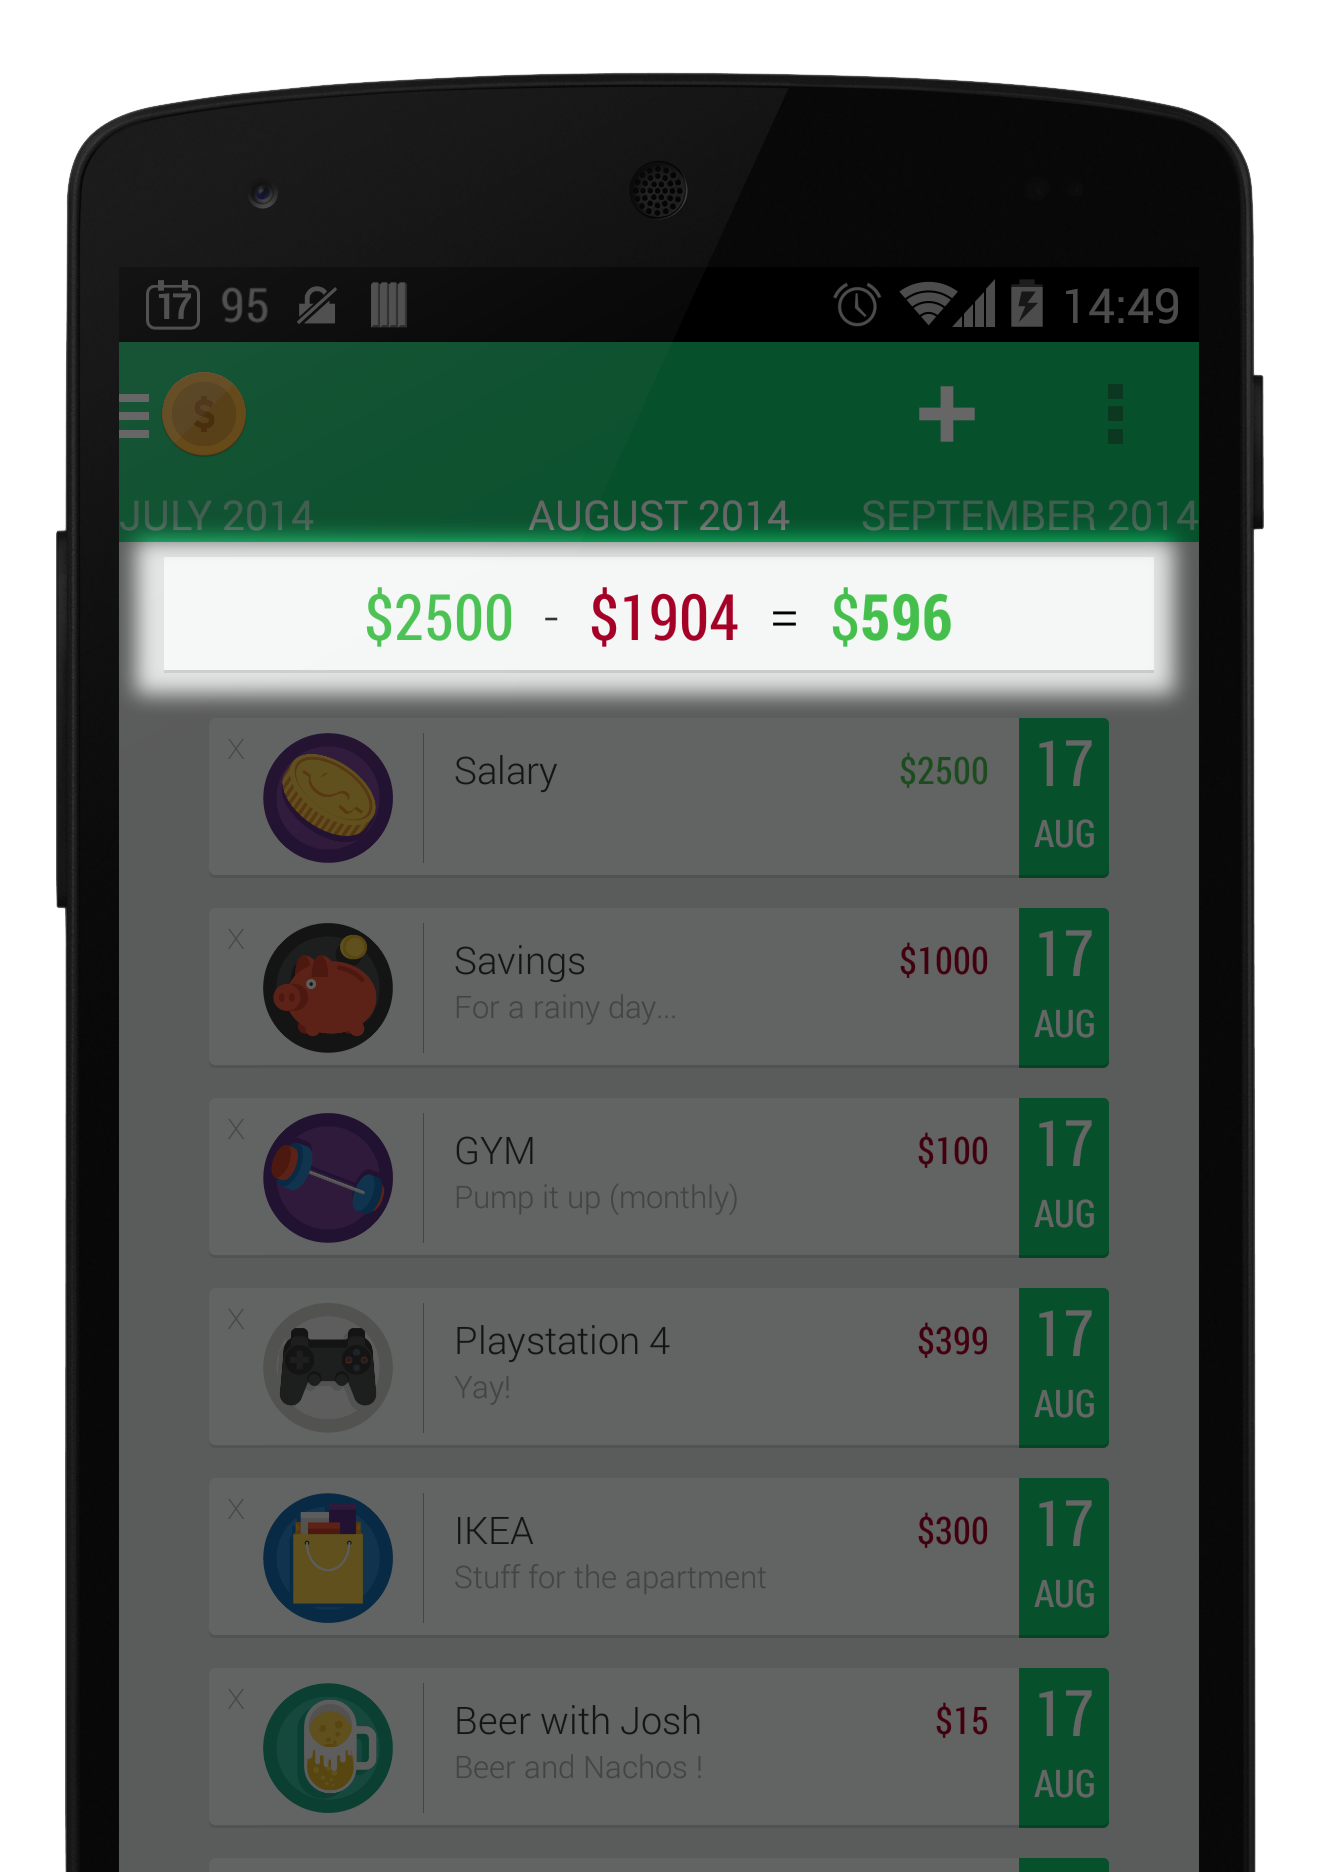 17 95 14:49
$
JULY 2014 AUGUST 2014 SEPTEMBER 2014
$2500 - $1904 = $596
X Salary $2500 17
AUG
X Savings $1000 17
For a rainy day... AUG
X GYM $100 17
Pump it up (monthly) AUG
X Playstation 4 $399 17
Yay! AUG
X IKEA $300 17
Stuff for the apartment AUG
X Beer with Josh $15 17
Beer and Nachos ! AUG